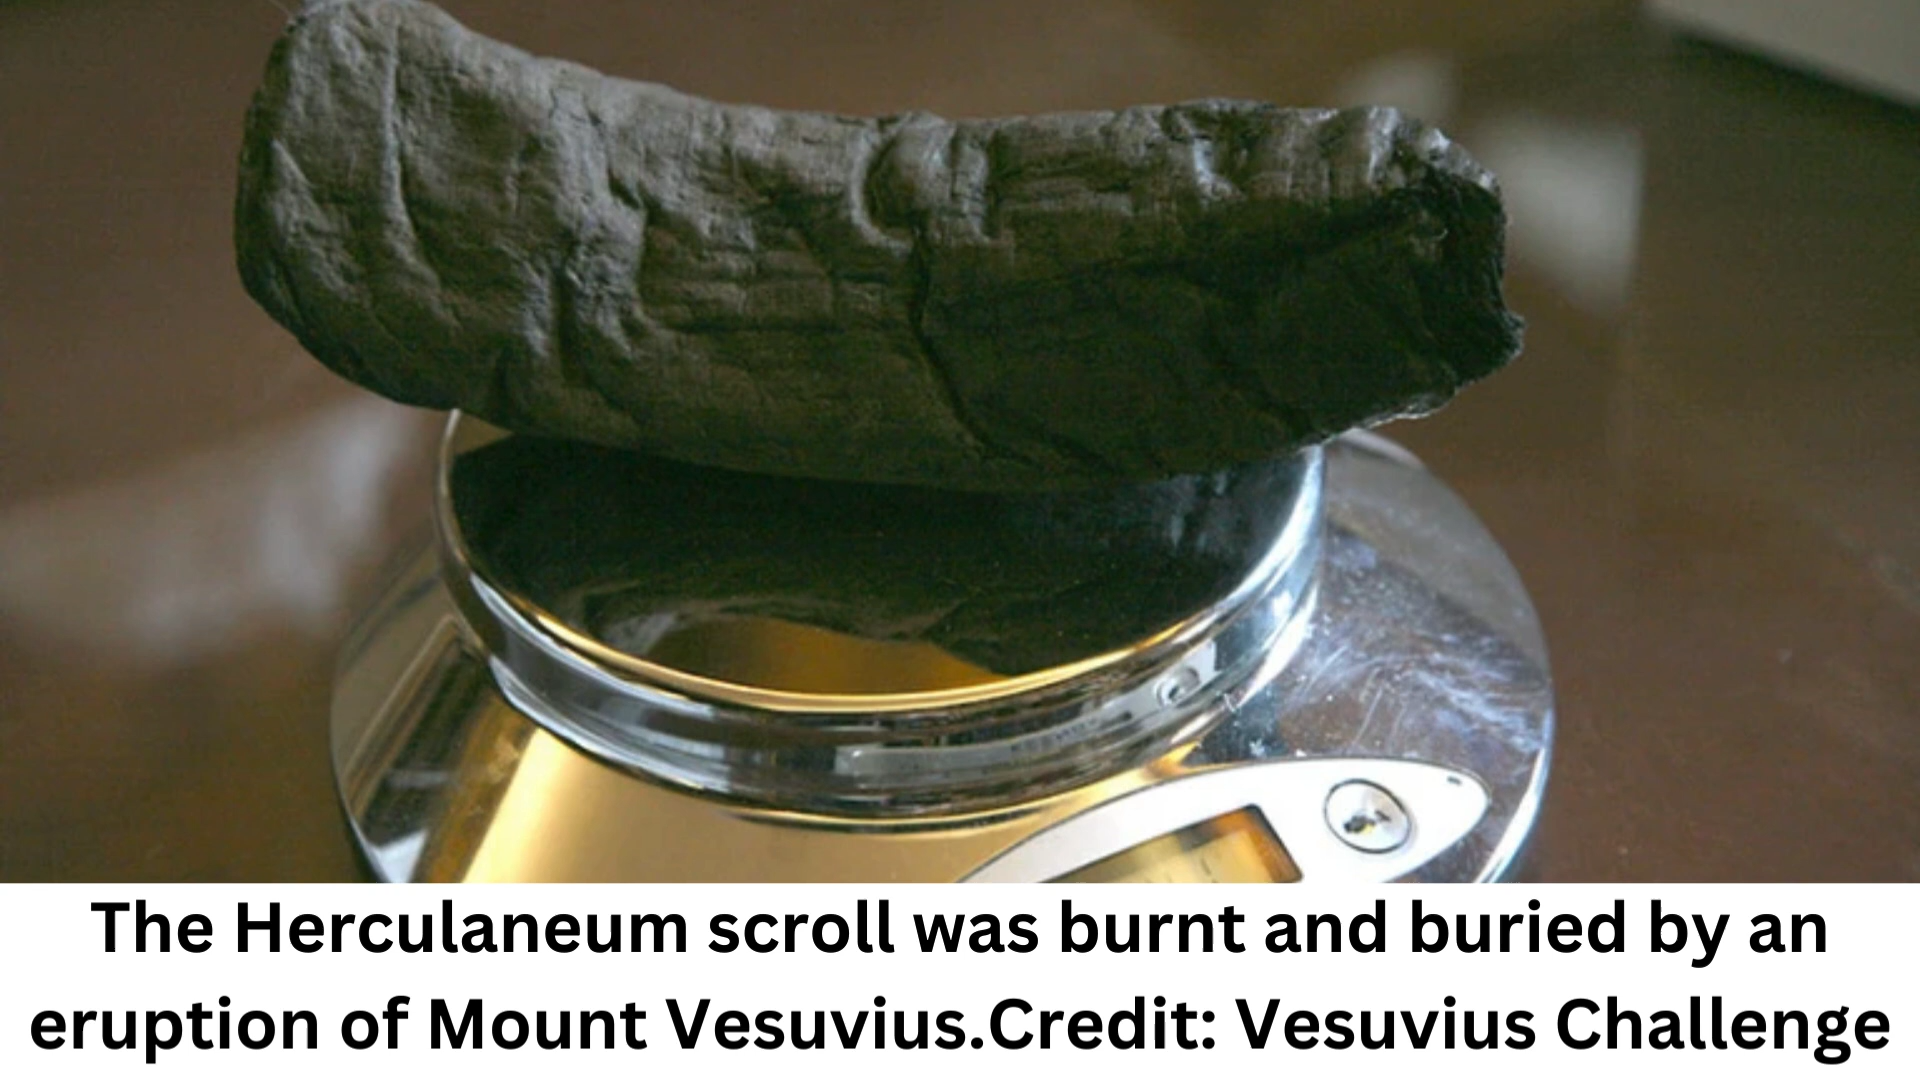 The Herculaneum scroll was burnt and buried by an
eruption of Mount Vesuvius.Credit: Vesuvius Challenge